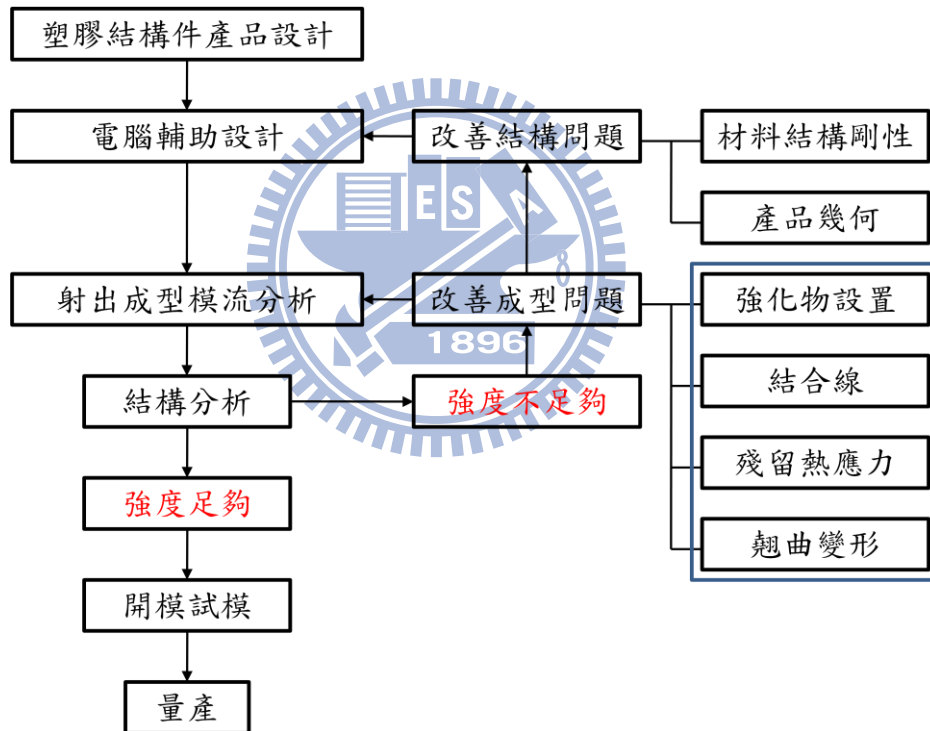 塑膠結構件產品設計
電腦輔助設計
改善結構問題
材料結構剛性
產品幾何
ES
A
射出成型模流分析
改善成型問題
強化物設置
1896
結構分析
強度不足夠
結合線
強度足夠
殘留熱應力
翹曲變形
開模試模
量產